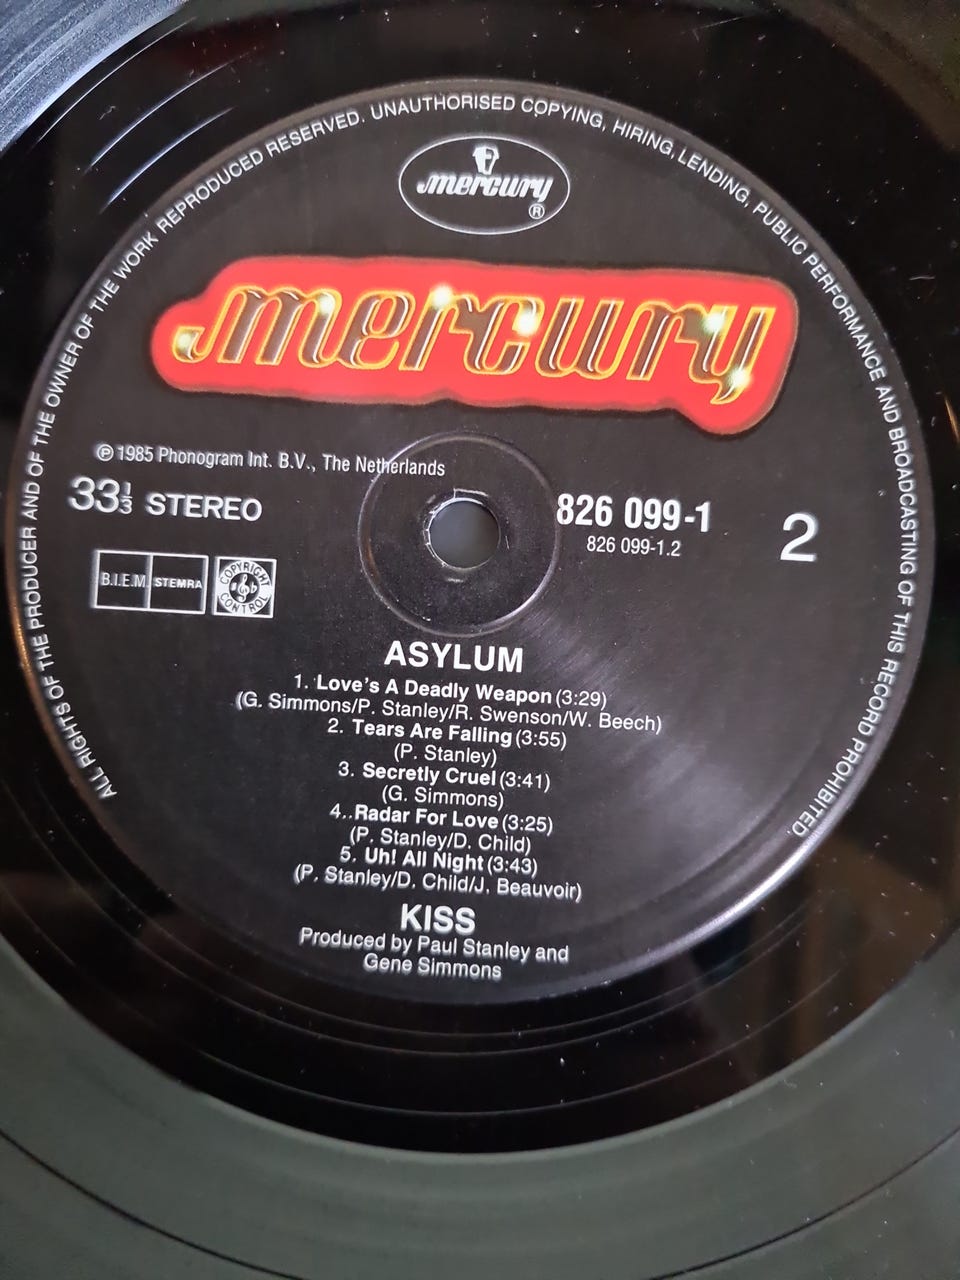 ALL RIGHTS OF THE PRODUCER AND OF THE OWNER OF THE WORK REPRODUCED RESERVED. UNAUTHORISED COPYING, HIRING, LENDING, PUBLIC PERFORMANCE AND BROADCASTING OF THIS RECORD PROHIBITED.
mercury
®
mercury
℗ 1985 Phonogram Int. B.V., The Netherlands
33⅓ STEREO
826 099-1
826 099-1.2
2
B.I.E.M. STEMRA
COPYRIGHT CONTROL
ASYLUM
1. Love's A Deadly Weapon (3:29)
(G. Simmons/P. Stanley/R. Swenson/W. Beech)
2. Tears Are Falling (3:55)
(P. Stanley)
3. Secretly Cruel (3:41)
(G. Simmons)
4..Radar For Love (3:25)
(P. Stanley/D. Child)
5. Uh! All Night (3:43)
(P. Stanley/D. Child/J. Beauvoir)
KISS
Produced by Paul Stanley and
Gene Simmons